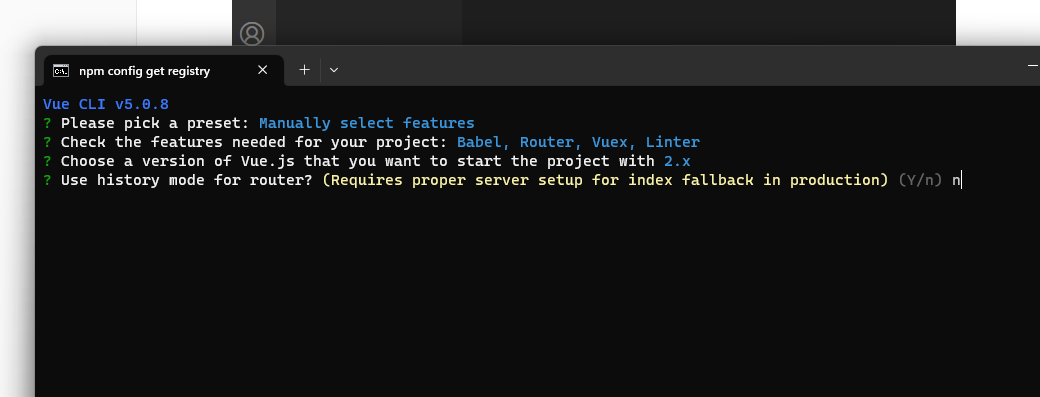 npm config get registry
Vue CLI v5.0.8
? Please pick a preset: Manually select features
? Check the features needed for your project: Babel, Router, Vuex, Linter
? Choose a version of Vue.js that you want to start the project with 2.x
? Use history mode for router? (Requires proper server setup for index fallback in production) (Y/n) n